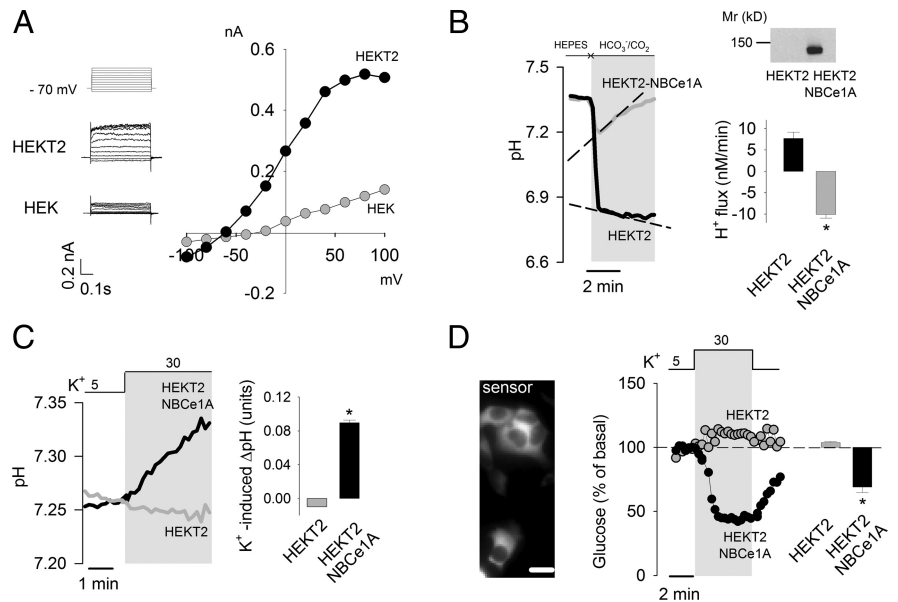 A
nA
0.6
HEKT2
- 70 mV
0.4
HEKT2
0.2
HEK
HEK
-100
-50
0
50
100
mV
0.2 nA
0.1s
-0.2
B
HEPES
HCO3-/CO2
7.5
HEKT2-NBCe1A
7.2
pH
6.9
HEKT2
6.6
2 min
Mr (kD)
150
HEKT2 HEKT2
NBCe1A
H+ flux (nM/min)
10
5
0
-5
-10
*
HEKT2
HEKT2
NBCe1A
C
30
K+ 5
HEKT2
NBCe1A
7.35
7.30
pH
7.25
HEKT2
7.20
1 min
K+ -induced ΔpH (units)
0.12
0.08
0.04
0.00
*
HEKT2
HEKT2
NBCe1A
D
sensor
30
K+ 5
150
HEKT2
100
Glucose (% of basal)
50
HEKT2
NBCe1A
0
2 min
*
HEKT2
HEKT2
NBCe1A